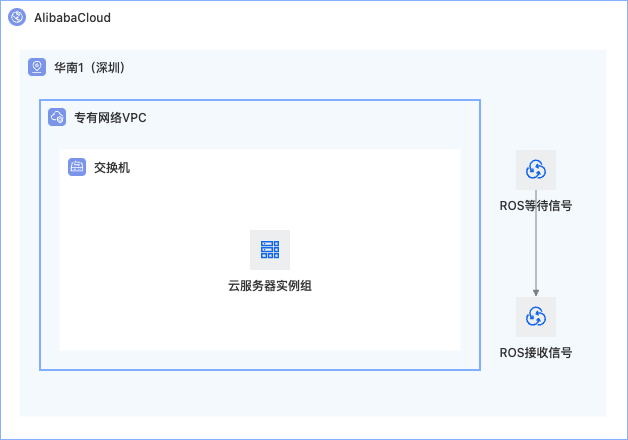 AlibabaCloud
华南1（深圳）
专有网络VPC
交换机
云服务器实例组
ROS等待信号
ROS接收信号